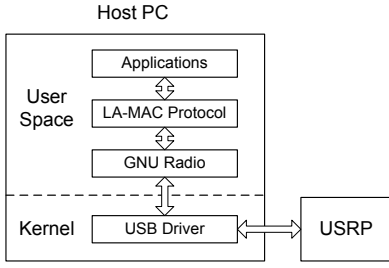 Host PC
Applications
User
Space
LA-MAC Protocol
GNU Radio
Kernel
USB Driver
USRP